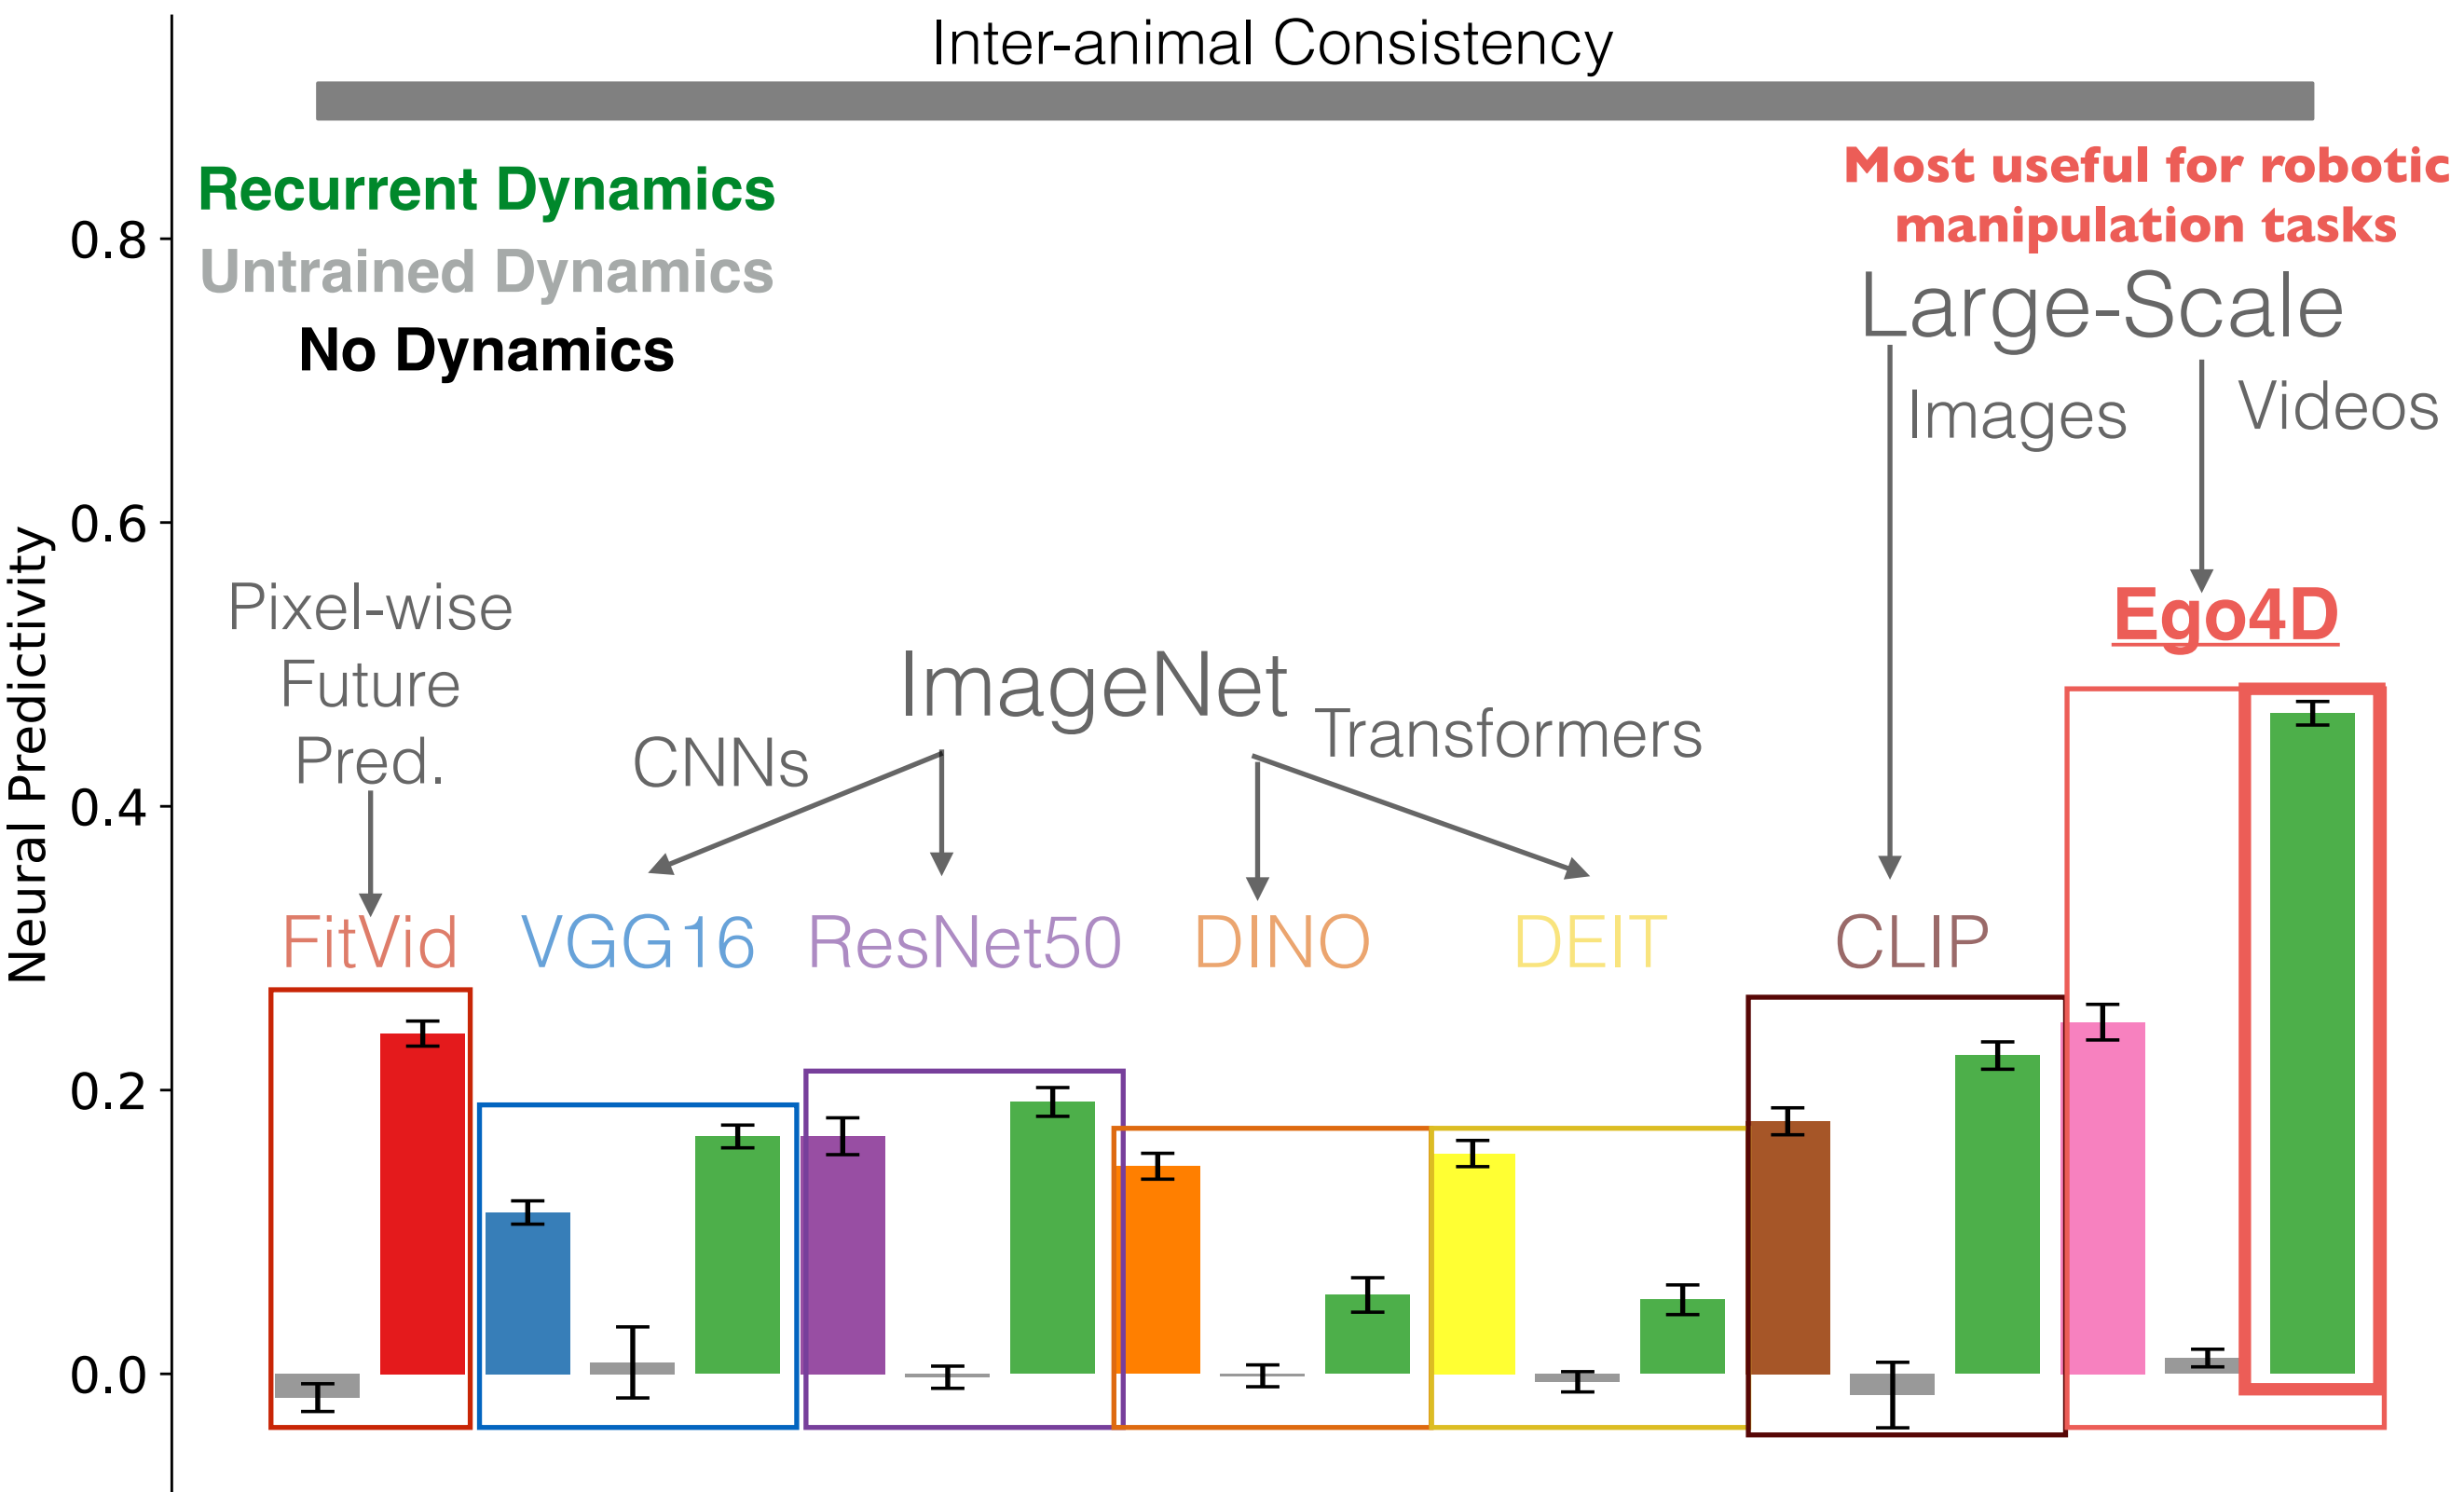 Inter-animal Consistency
Recurrent Dynamics
Untrained Dynamics
No Dynamics
Most useful for robotic
manipulation tasks
Large-Scale
Images
Videos
Ego4D
Pixel-wise
Future
Pred.
ImageNet
CNNs
Transformers
FitVid
VGG16
ResNet50
DINO
DEIT
CLIP
Neural Predictivity
0.8
0.6
0.4
0.2
0.0